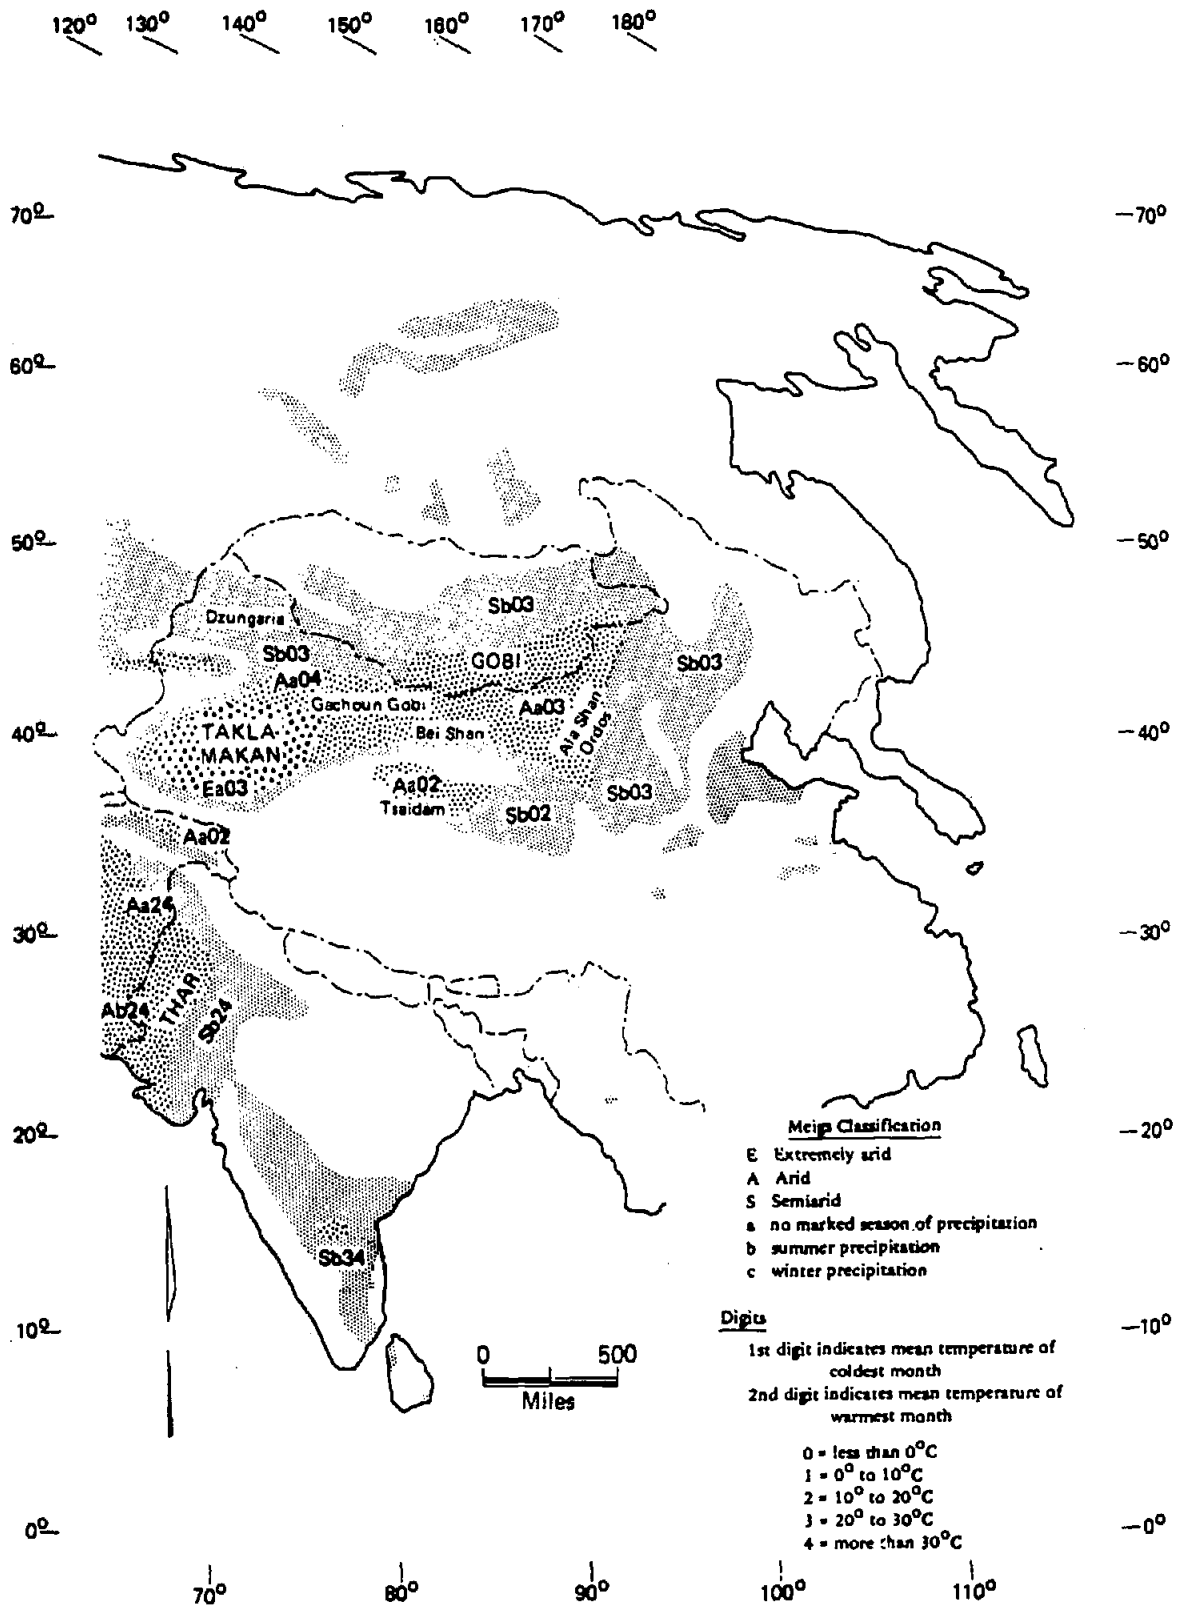 120° 130° 140° 150° 160° 170° 180°
70° 70°
60° 60°
50° 50°
Sb03
Dzungaria
Sb03 GOBI Sb03
Aa04
Gachoun Gobi Aa03
Ala Shan
Ordos
TAKLA-
MAKAN
Bei Shan
40° 40°
Ea03 Aa02 Sb03
Tsaidam Sb02
Aa02
Aa24
30° 30°
THAR
Ab24 Sb24
20° 20°
Meigs Classification
E Extremely arid
A Arid
S Semiarid
a no marked season of precipitation
b summer precipitation
c winter precipitation
Sb34
10° 10°
Digits
1st digit indicates mean temperature of
coldest month
2nd digit indicates mean temperature of
warmest month
0 = less than 0°C
1 = 0° to 10°C
2 = 10° to 20°C
3 = 20° to 30°C
4 = more than 30°C
0 500
Miles
0° 0°
70° 80° 90° 100° 110°